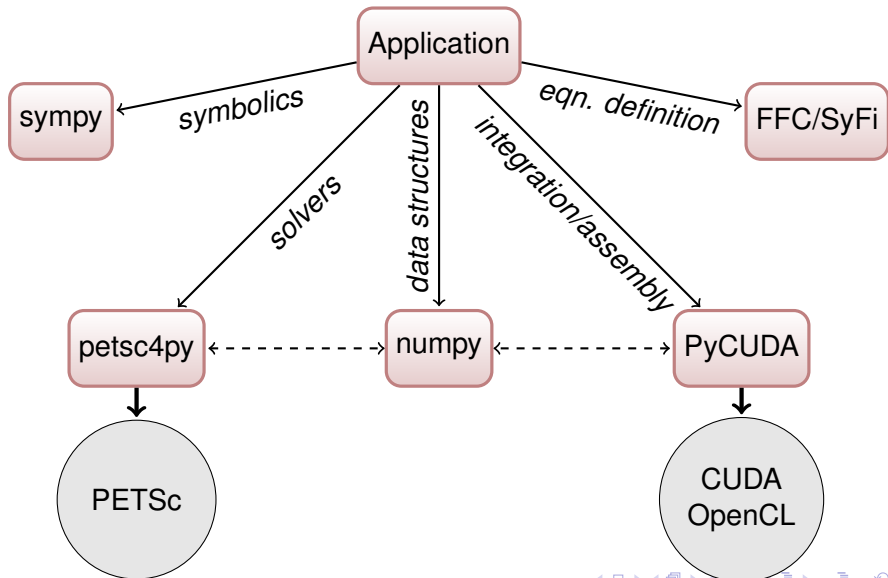 Application
sympy
symbolics
eqn. definition
FFC/SyFi
solvers
data structures
integration/assembly
petsc4py
numpy
PyCUDA
PETSc
CUDA
OpenCL